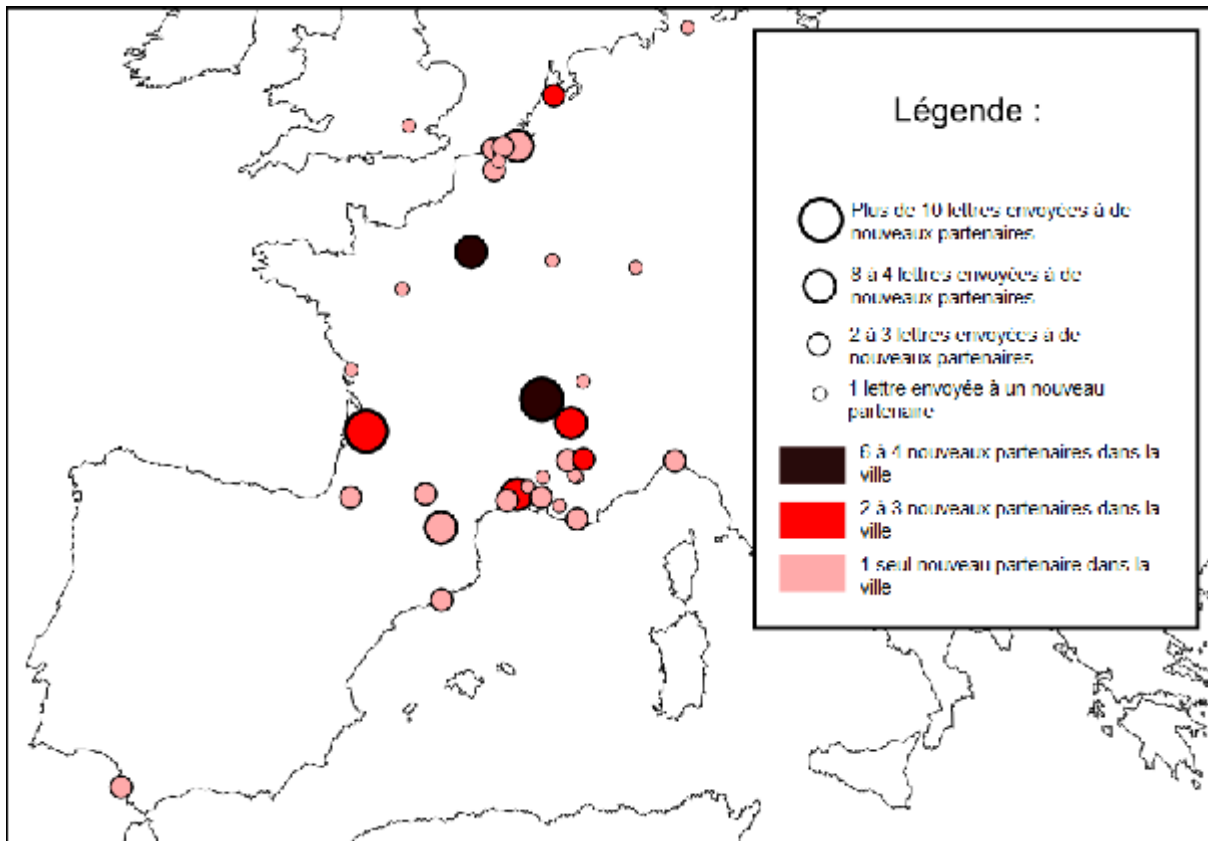 Légende :
Plus de 10 lettres envoyées à de
nouveaux partenaires
8 à 4 lettres envoyées à de
nouveaux partenaires
2 à 3 lettres envoyées à de
nouveaux partenaires
1 lettre envoyée à un nouveau
partenaire
6 à 4 nouveaux partenaires dans la
ville
2 à 3 nouveaux partenaires dans la
ville
1 seul nouveau partenaire dans la
ville